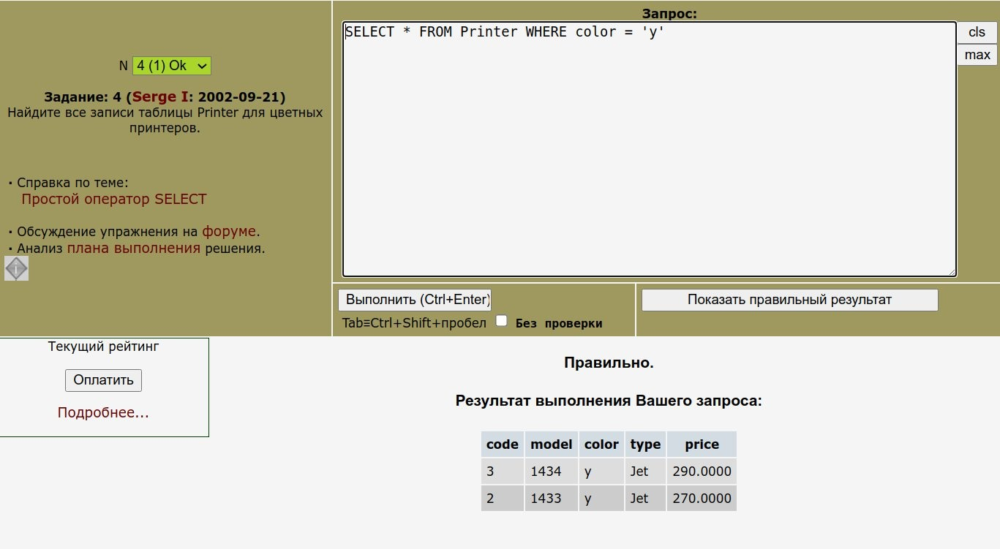 N 4 (1) Ok
Задание: 4 (Serge I: 2002-09-21)
Найдите все записи таблицы Printer для цветных
принтеров.
· Справка по теме:
Простой оператор SELECT
· Обсуждение упражнения на форуме.
· Анализ плана выполнения решения.
Запрос:
SELECT * FROM Printer WHERE color = 'y'
cls
max
Выполнить (Ctrl+Enter)
Tab≡Ctrl+Shift+пробел Без проверки
Показать правильный результат
Текущий рейтинг
Оплатить
Подробнее...
Правильно.
Результат выполнения Вашего запроса:
code model color type price
3 1434 y Jet 290.0000
2 1433 y Jet 270.0000